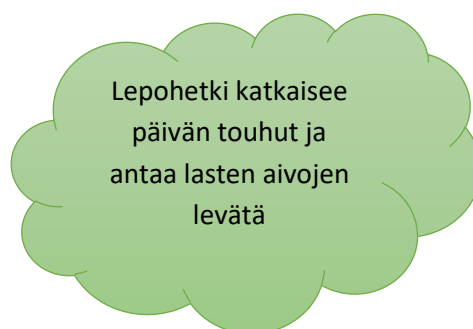 Lepohetki katkaisee
päivän touhut ja
antaa lasten aivojen
levätä